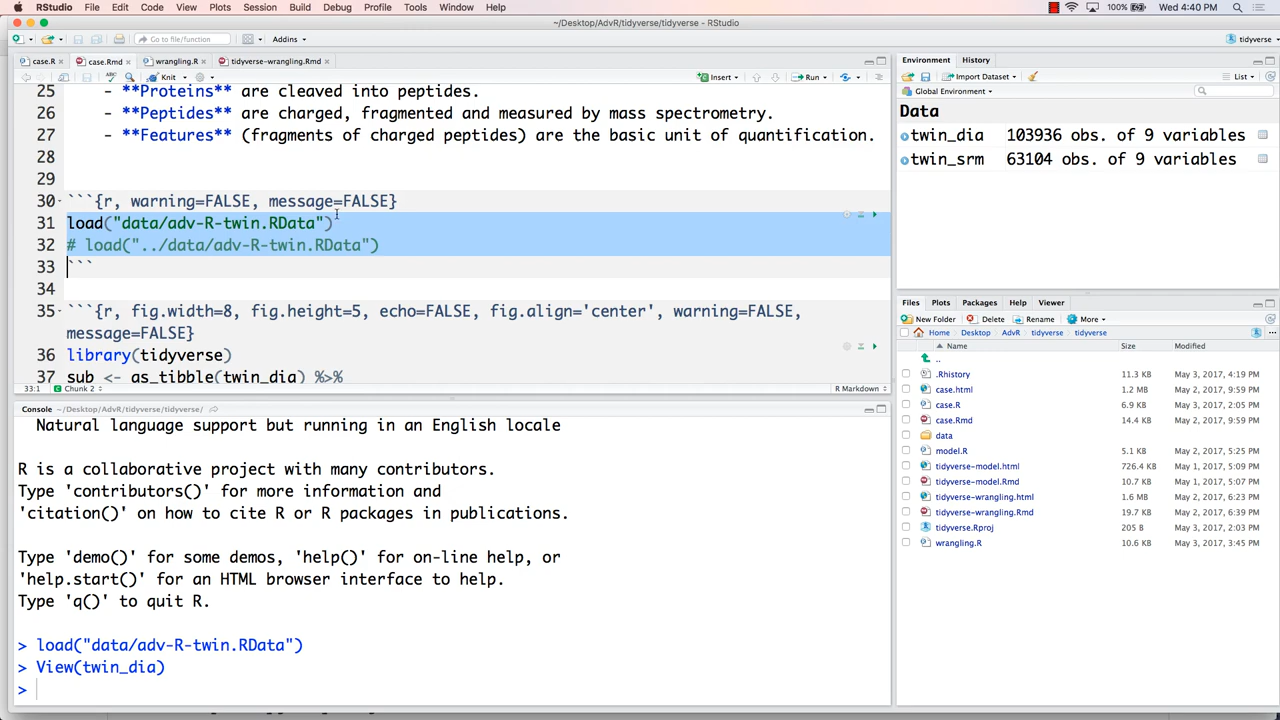 RStudio File Edit Code View Plots Session Build Debug Profile Tools Window Help 100% Wed 4:40 PM
~/Desktop/AdvR/tidyverse/tidyverse - RStudio
Go to file/function Addins tidyverse
case.R case.Rmd wrangling.R tidyverse-wrangling.Rmd
Knit Insert Run
25 - **Proteins** are cleaved into peptides.
26 - **Peptides** are charged, fragmented and measured by mass spectrometry.
27 - **Features** (fragments of charged peptides) are the basic unit of quantification.
28
29
30 ```{r, warning=FALSE, message=FALSE}
31 load("data/adv-R-twin.RData")
32 # load("../data/adv-R-twin.RData")
33 ```
34
35 ```{r, fig.width=8, fig.height=5, echo=FALSE, fig.align='center', warning=FALSE,
message=FALSE}
36 library(tidyverse)
37 sub <- as_tibble(twin_dia) %>%
33:1 Chunk 2 R Markdown
Console ~/Desktop/AdvR/tidyverse/tidyverse/
Natural language support but running in an English locale
R is a collaborative project with many contributors.
Type 'contributors()' for more information and
'citation()' on how to cite R or R packages in publications.
Type 'demo()' for some demos, 'help()' for on-line help, or
'help.start()' for an HTML browser interface to help.
Type 'q()' to quit R.
> load("data/adv-R-twin.RData")
> View(twin_dia)
>
Environment History
Import Dataset List
Global Environment
Data
twin_dia 103936 obs. of 9 variables
twin_srm 63104 obs. of 9 variables
Files Plots Packages Help Viewer
New Folder Delete Rename More
Home Desktop AdvR tidyverse tidyverse
Name Size Modified
..
.Rhistory 11.3 KB May 3, 2017, 4:19 PM
case.html 1.2 MB May 2, 2017, 9:59 PM
case.R 6.9 KB May 3, 2017, 2:05 PM
case.Rmd 14.4 KB May 2, 2017, 9:59 PM
data
model.R 5.1 KB May 2, 2017, 5:25 PM
tidyverse-model.html 726.4 KB May 1, 2017, 5:09 PM
tidyverse-model.Rmd 10.7 KB May 1, 2017, 5:07 PM
tidyverse-wrangling.html 1.6 MB May 2, 2017, 6:23 PM
tidyverse-wrangling.Rmd 19.7 KB May 2, 2017, 6:39 PM
tidyverse.Rproj 205 B May 3, 2017, 2:03 PM
wrangling.R 10.6 KB May 3, 2017, 3:45 PM